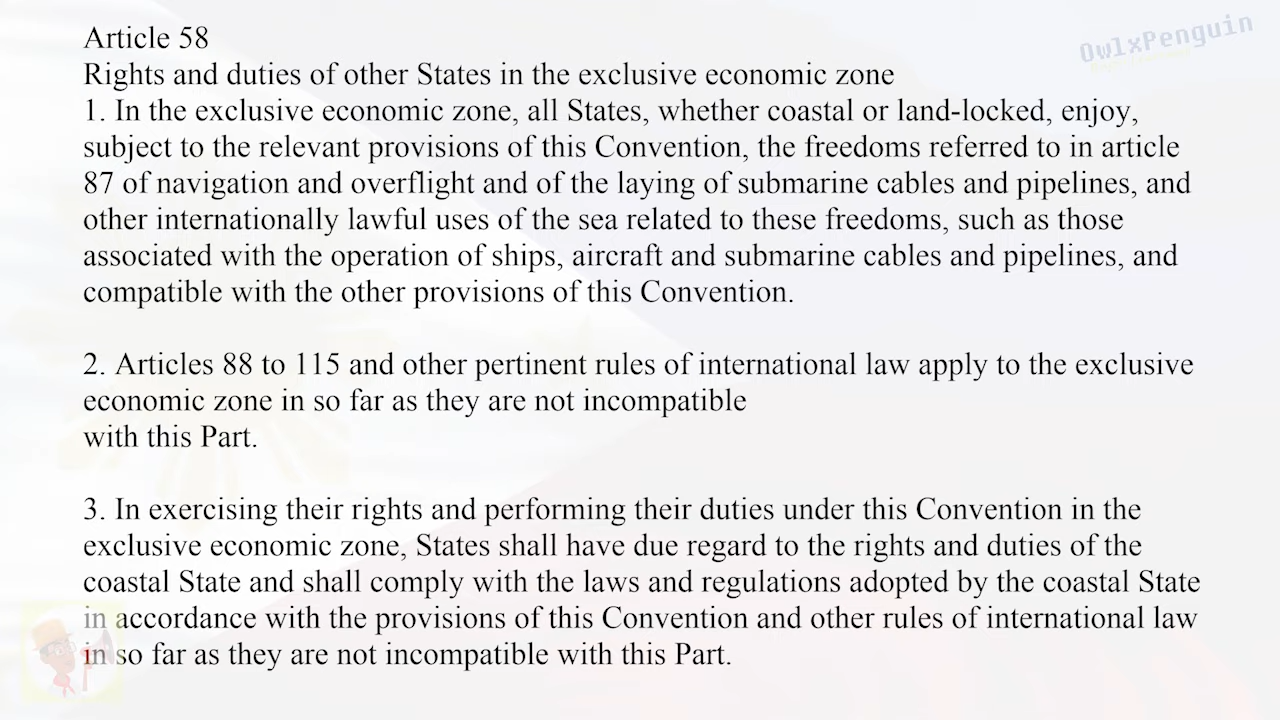 OwlxPenguin
Article 58
Rights and duties of other States in the exclusive economic zone
1. In the exclusive economic zone, all States, whether coastal or land-locked, enjoy,
subject to the relevant provisions of this Convention, the freedoms referred to in article
87 of navigation and overflight and of the laying of submarine cables and pipelines, and
other internationally lawful uses of the sea related to these freedoms, such as those
associated with the operation of ships, aircraft and submarine cables and pipelines, and
compatible with the other provisions of this Convention.
2. Articles 88 to 115 and other pertinent rules of international law apply to the exclusive
economic zone in so far as they are not incompatible
with this Part.
3. In exercising their rights and performing their duties under this Convention in the
exclusive economic zone, States shall have due regard to the rights and duties of the
coastal State and shall comply with the laws and regulations adopted by the coastal State
in accordance with the provisions of this Convention and other rules of international law
in so far as they are not incompatible with this Part.